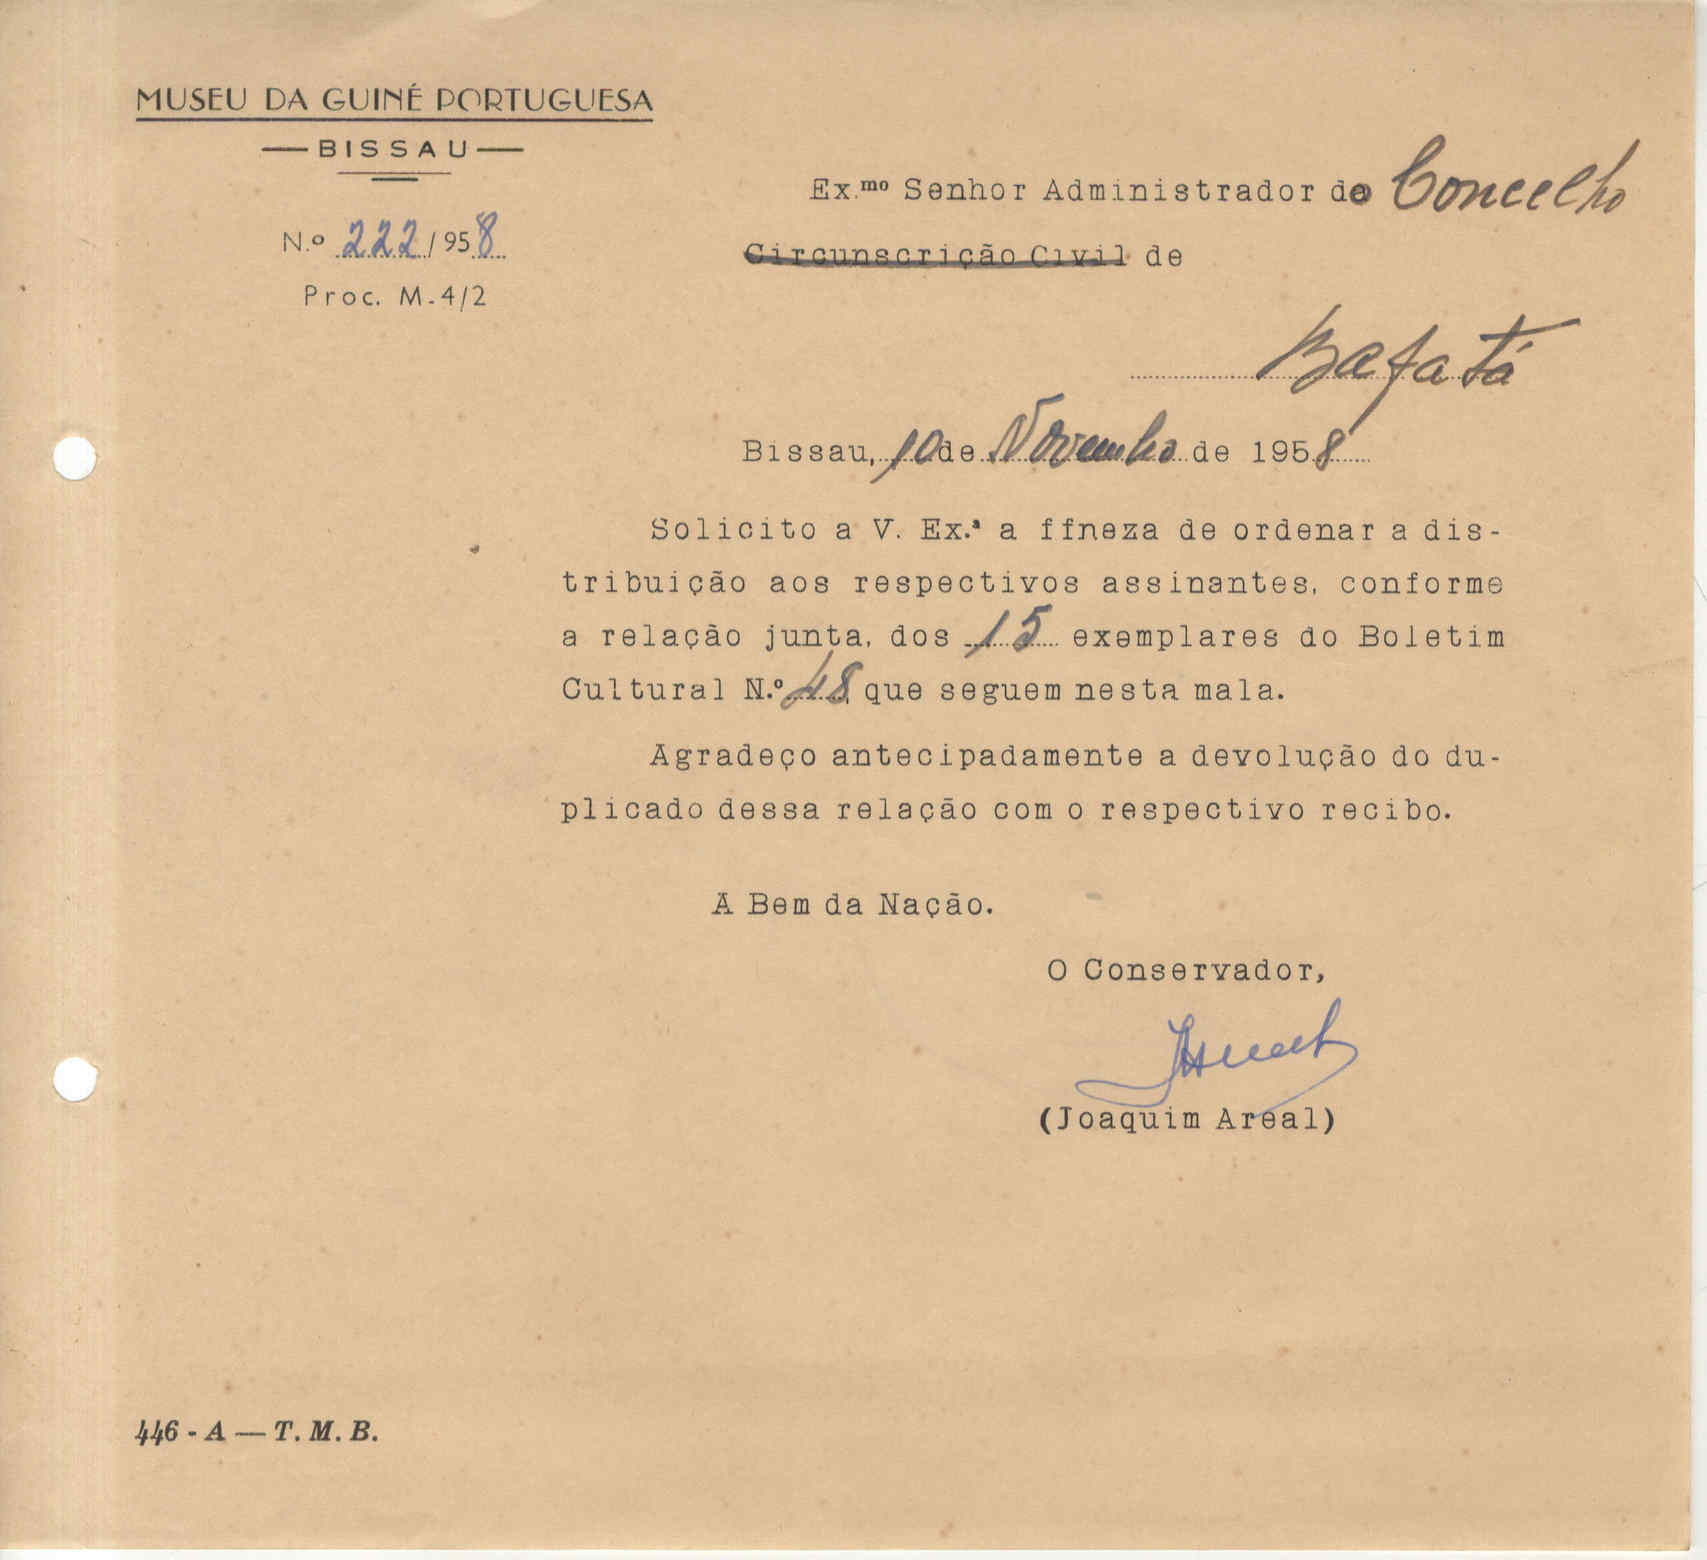 MUSEU DA GUINÉ PORTUGUESA
— BISSAU —
N.º 222/958
Proc. M.4/2
Ex.mo Senhor Administrador do Concelho
Circunscrição Civil de
Bafatá
Bissau, 10 de Novembro de 1958
Solicito a V. Ex.ª a ffneza de ordenar a dis-
tribuição aos respectivos assinantes, conforme
a relação junta, dos 15 exemplares do Boletim
Cultural N.º 48, que seguem nesta mala.
Agradeço antecipadamente a devolução do du-
plicado dessa relação com o respectivo recibo.
A Bem da Nação.
O Conservador,
(Joaquim Areal)
446 - A — T. M. B.